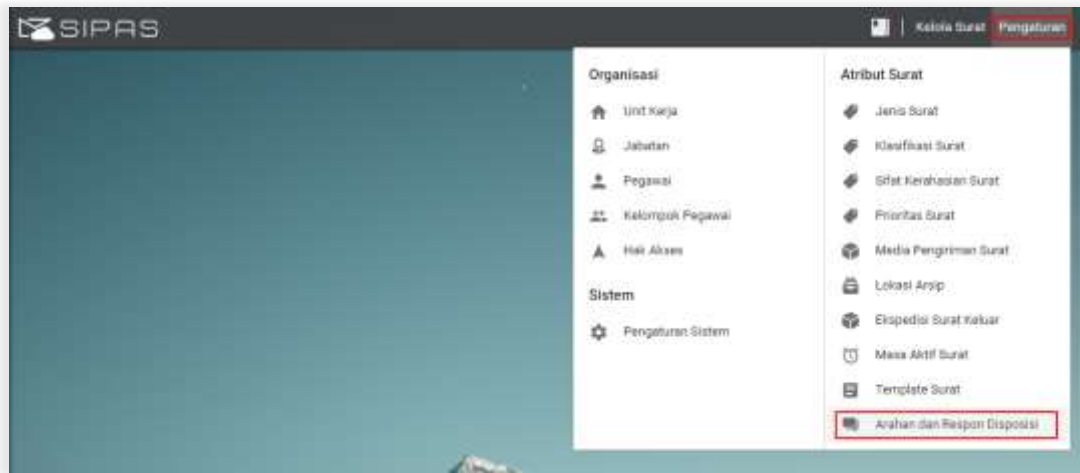 SIPAS
Kelola Surat Pengaturan
Organisasi
Unit Kerja
Jabatan
Pegawai
Kelompok Pegawai
Hak Akses
Sistem
Pengaturan Sistem
Atribut Surat
Jenis Surat
Klasifikasi Surat
Sifat Kerahasian Surat
Prioritas Surat
Media Pengiriman Surat
Lokasi Arsip
Ekspedisi Surat Keluar
Masa Aktif Surat
Template Surat
Arahan dan Respon Disposisi